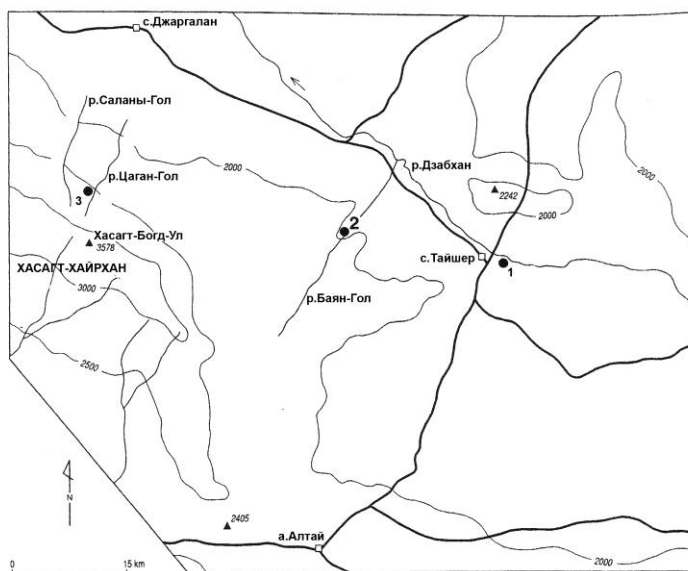 с.Джаргалан
р.Саланы-Гол
р.Цаган-Гол
3
2000
р.Дзабхан
2242
2000
2000
2
Хасагт-Богд-Ул
3578
ХАСАГТ-ХАЙРХАН
3000
с.Тайшер
1
р.Баян-Гол
2500
N
2405
а.Алтай
2000
0
15 km